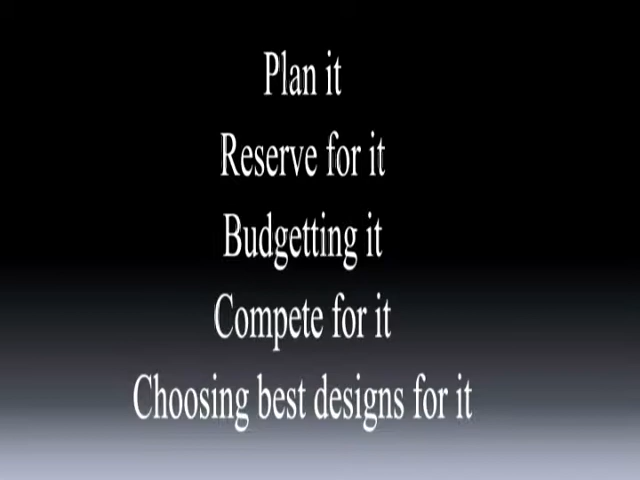 Plan it
Reserve for it
Budgetting it
Compete for it
Choosing best designs for it